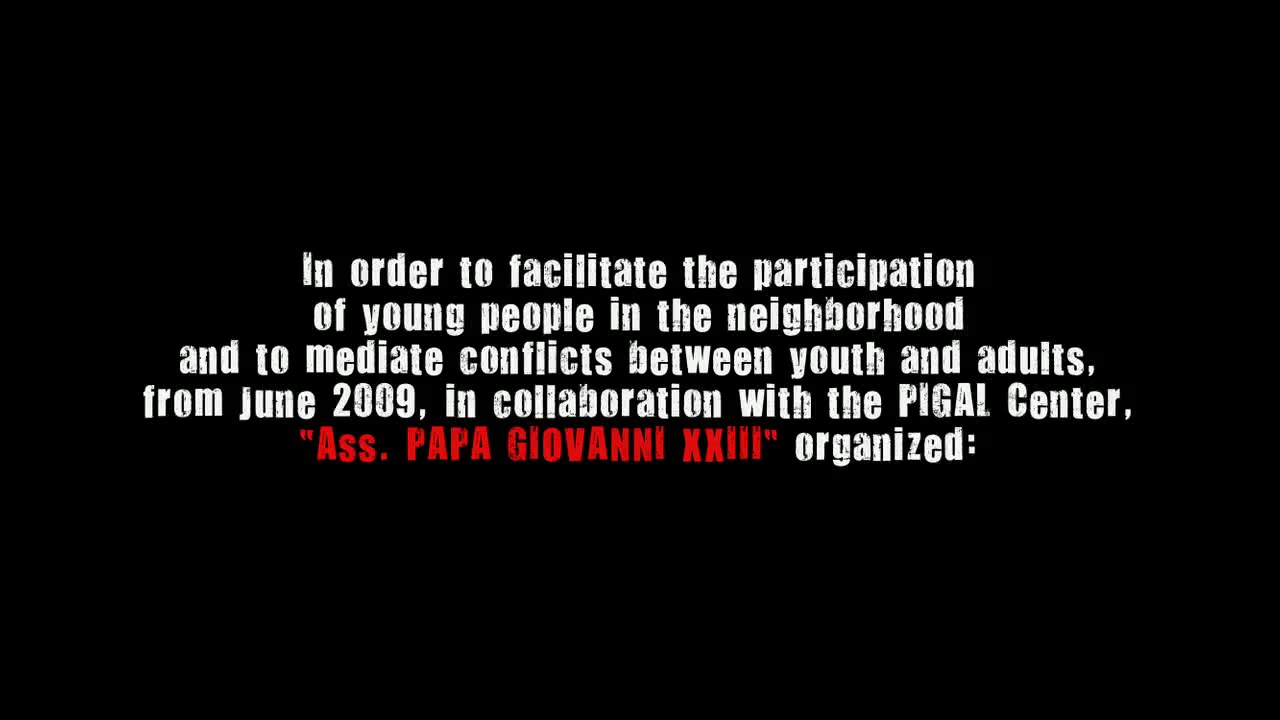 In order to facilitate the participation
of young people in the neighborhood
and to mediate conflicts between youth and adults,
from june 2009, in collaboration with the PIGAL Center,
"Ass. PAPA GIOVANNI XXIII" organized: